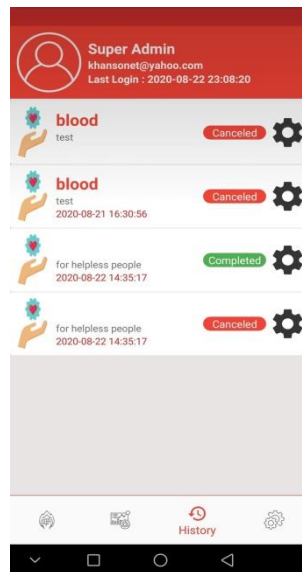 Super Admin
khansonet@yahoo.com
Last Login : 2020-08-22 23:08:20
blood
test
Canceled
blood
test
2020-08-21 16:30:56
Canceled
for helpless people
2020-08-22 14:35:17
Completed
for helpless people
2020-08-22 14:35:17
Canceled
History